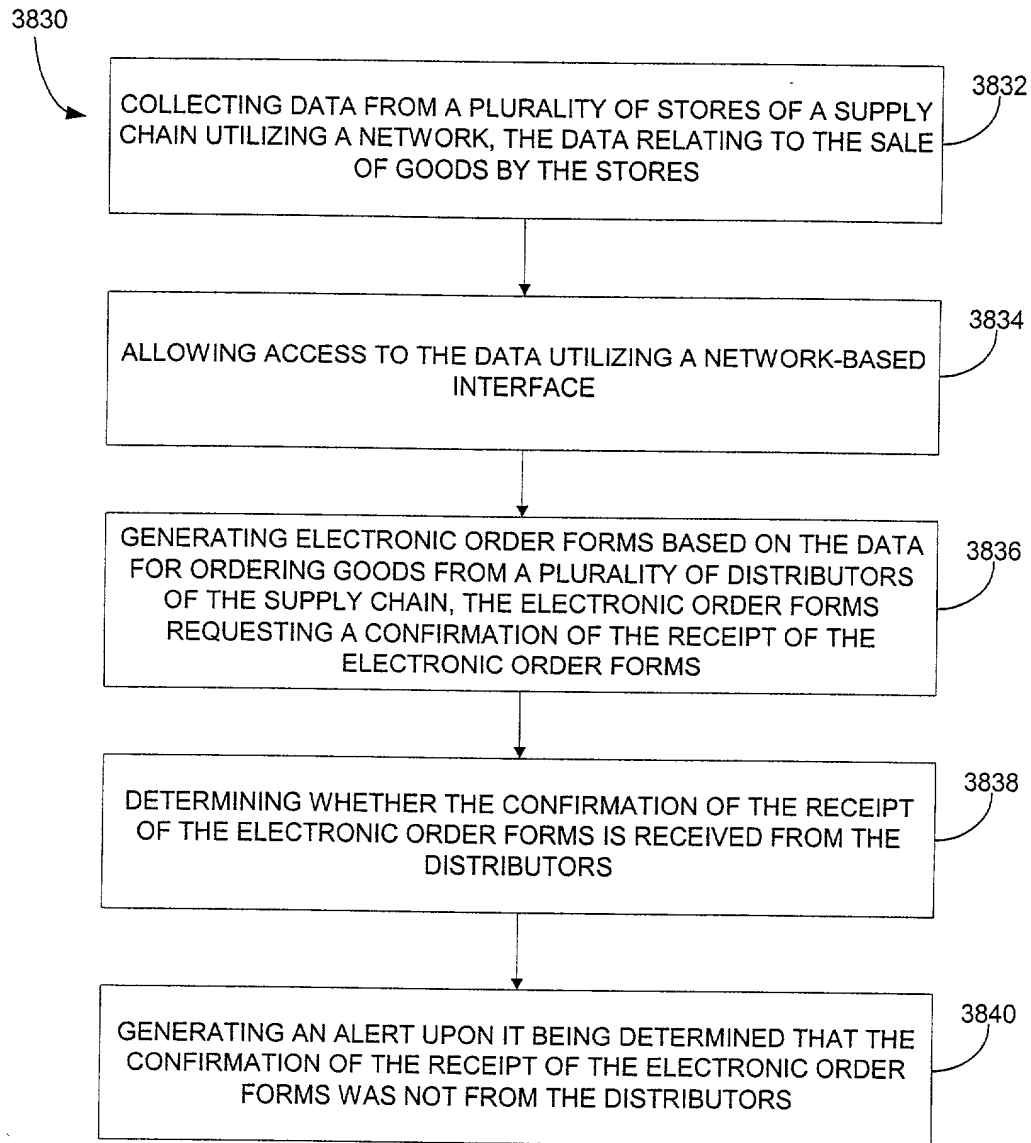 3830
3832
COLLECTING DATA FROM A PLURALITY OF STORES OF A SUPPLY
CHAIN UTILIZING A NETWORK, THE DATA RELATING TO THE SALE
OF GOODS BY THE STORES
3834
ALLOWING ACCESS TO THE DATA UTILIZING A NETWORK-BASED
INTERFACE
3836
GENERATING ELECTRONIC ORDER FORMS BASED ON THE DATA
FOR ORDERING GOODS FROM A PLURALITY OF DISTRIBUTORS
OF THE SUPPLY CHAIN, THE ELECTRONIC ORDER FORMS
REQUESTING A CONFIRMATION OF THE RECEIPT OF THE
ELECTRONIC ORDER FORMS
3838
DETERMINING WHETHER THE CONFIRMATION OF THE RECEIPT
OF THE ELECTRONIC ORDER FORMS IS RECEIVED FROM THE
DISTRIBUTORS
3840
GENERATING AN ALERT UPON IT BEING DETERMINED THAT THE
CONFIRMATION OF THE RECEIPT OF THE ELECTRONIC ORDER
FORMS WAS NOT FROM THE DISTRIBUTORS